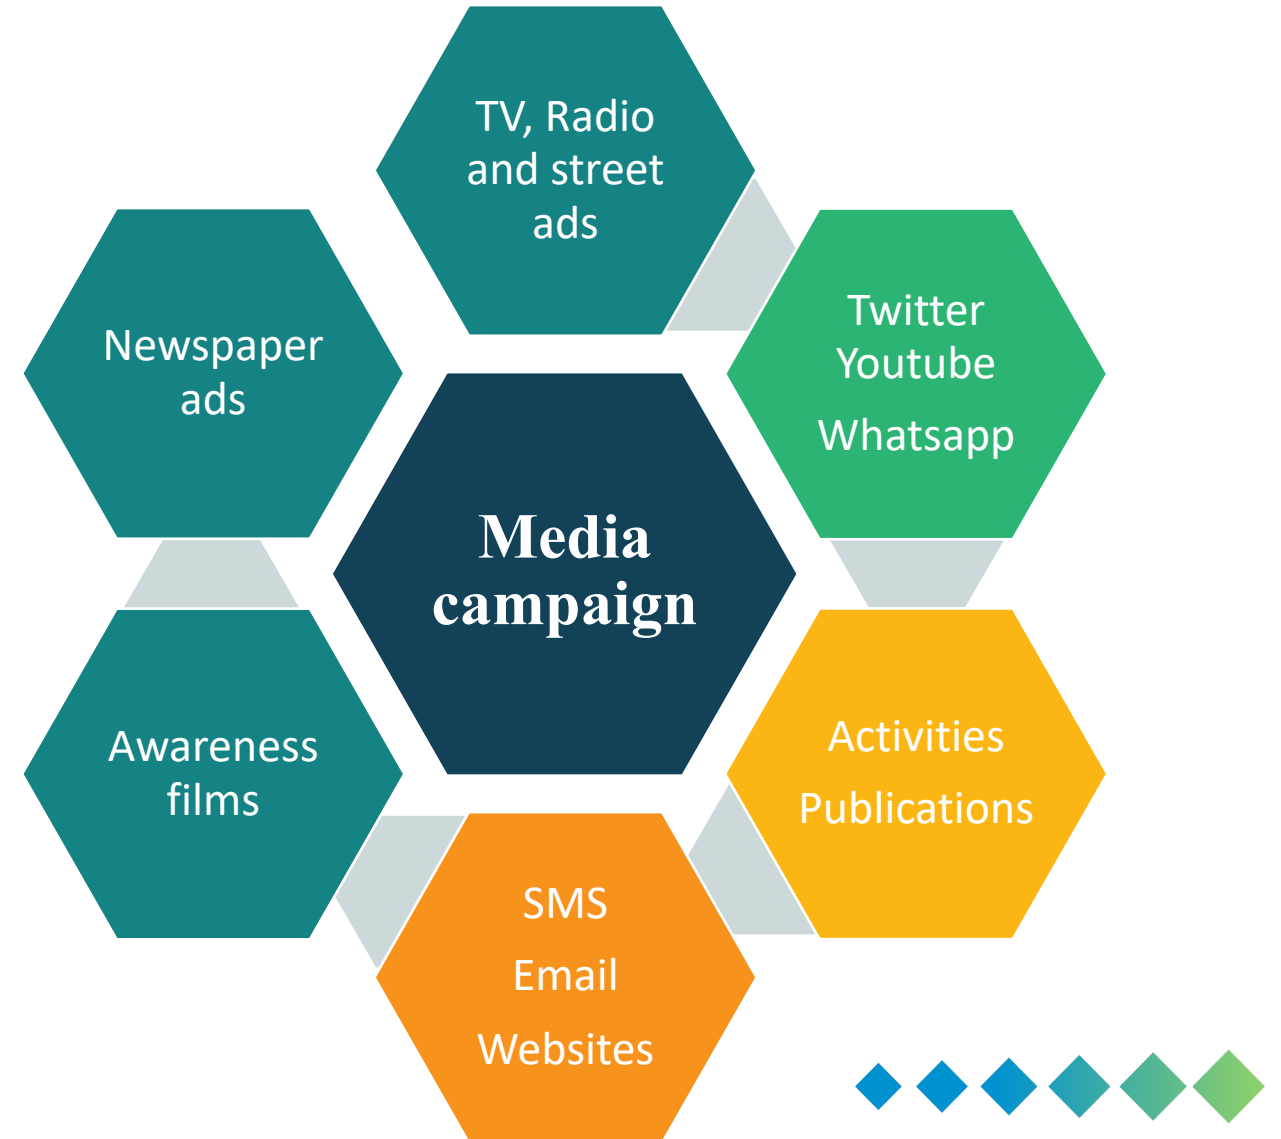 TV, Radio
and street
ads
Twitter
Youtube
Whatsapp
Newspaper
ads
Media
campaign
Activities
Publications
Awareness
films
SMS
Email
Websites